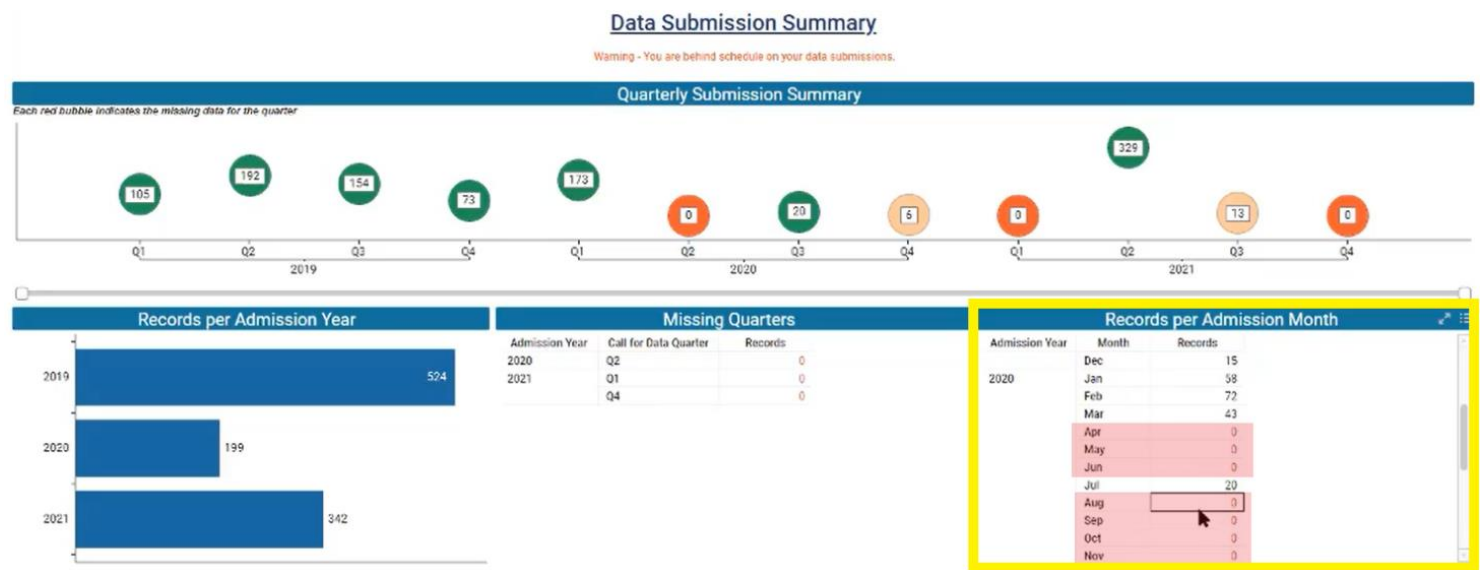 Data Submission Summary
Warning - You are behind schedule on your data submissions.
Quarterly Submission Summary
Each red bubble indicates the missing data for the quarter
105
192
154
73
173
0
20
6
0
329
13
0
Q1 Q2 Q3 Q4 Q1 Q2 Q3 Q4 Q1 Q2 Q3 Q4
2019 2020 2021
Records per Admission Year
2019 524
2020 199
2021 342
Missing Quarters
Admission Year Call for Data Quarter Records
2020 Q2 0
2021 Q1 0
Q4 0
Records per Admission Month
Admission Year Month Records
Dec 15
2020 Jan 58
Feb 72
Mar 43
Apr 0
May 0
Jun 0
Jul 20
Aug 0
Sep 0
Oct 0
Nov 0